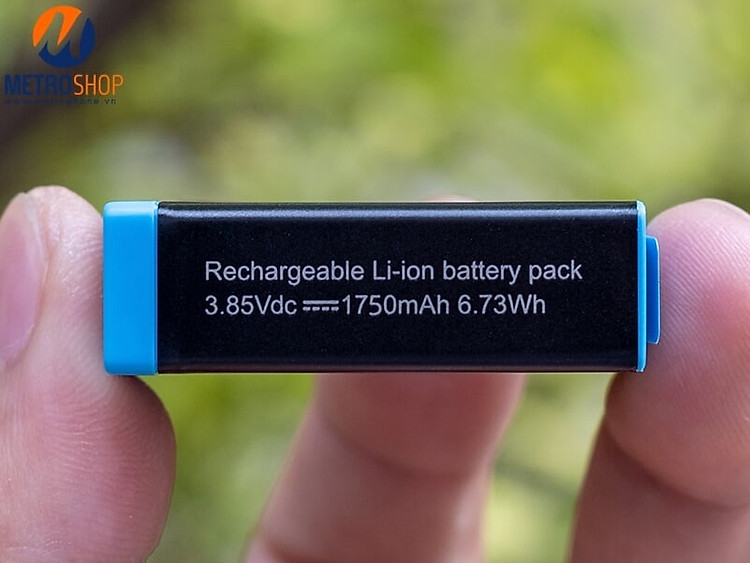 METROSHOP
Rechargeable Li-ion battery pack
3.85Vdc 1750mAh 6.73Wh